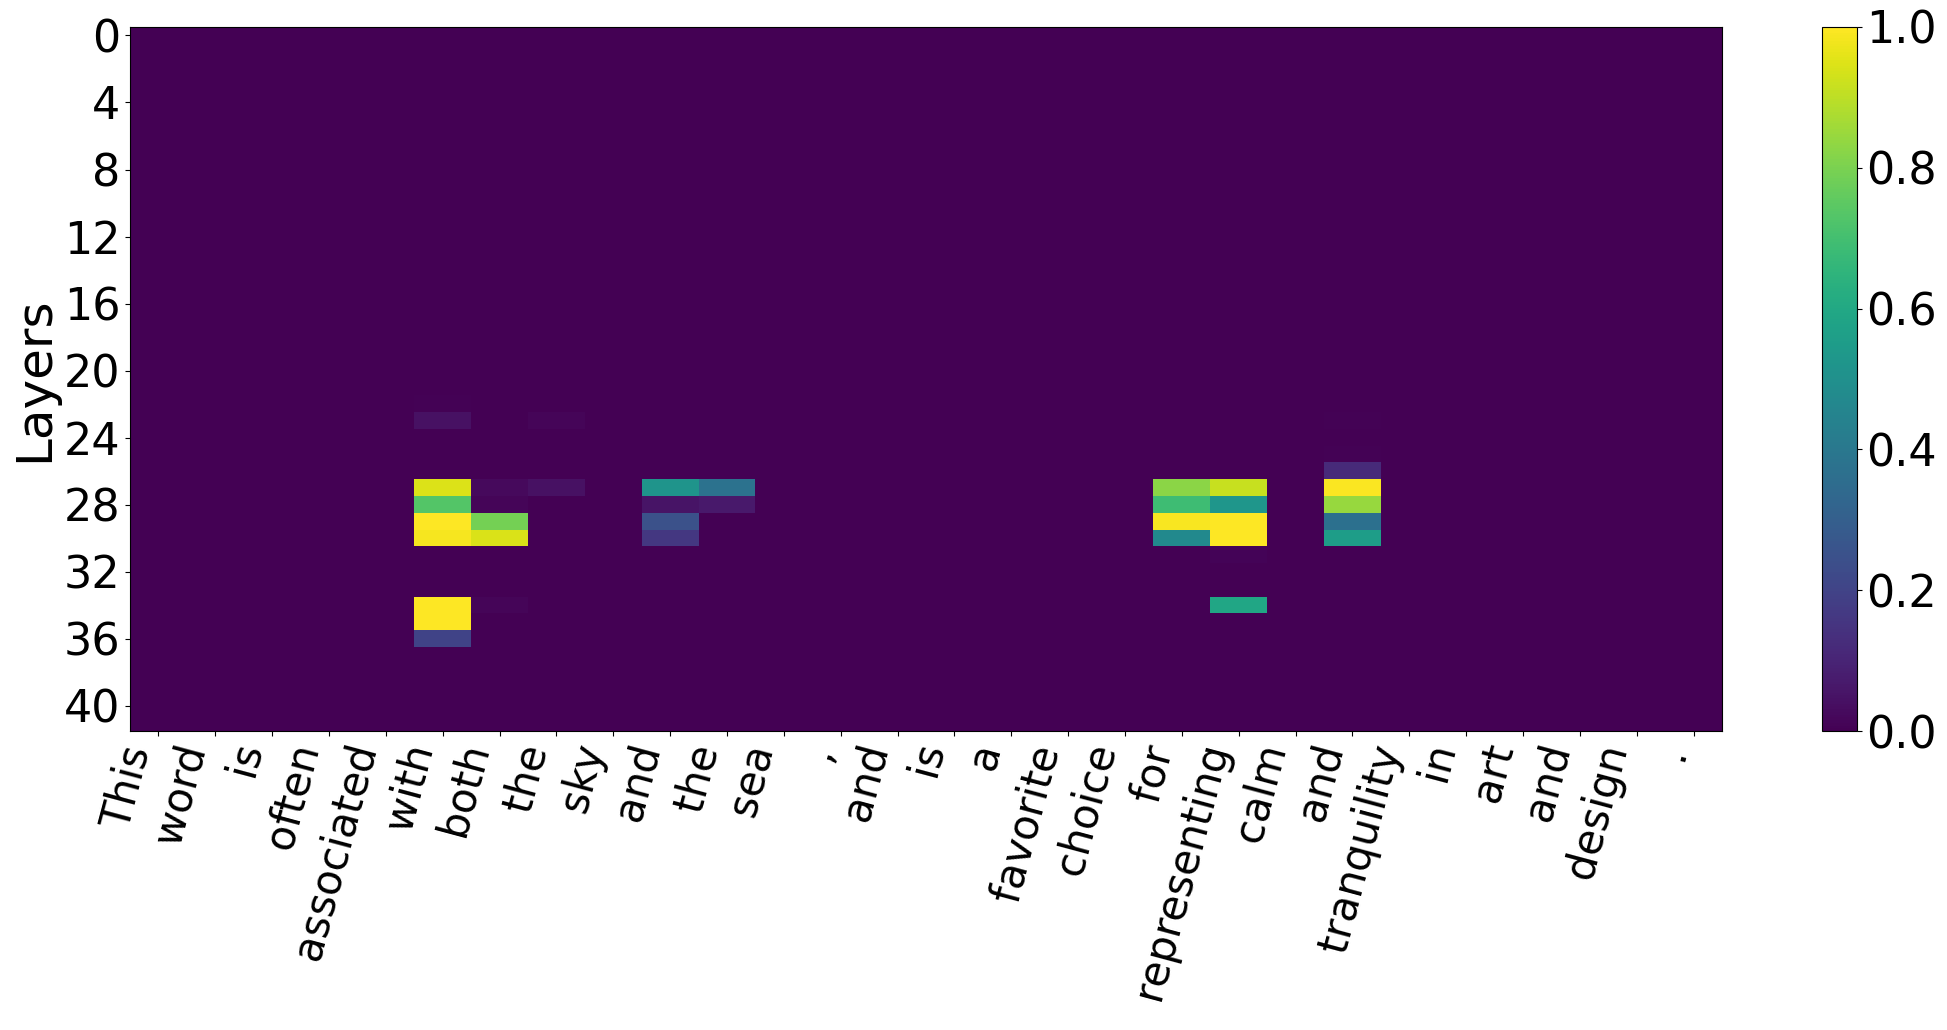 Layers
0
4
8
12
16
20
24
28
32
36
40
This
word
is
often
associated
with
both
the
sky
and
the
sea
,
and
is
a
favorite
choice
for
representing
calm
and
tranquility
in
art
and
design
.
1.0
0.8
0.6
0.4
0.2
0.0